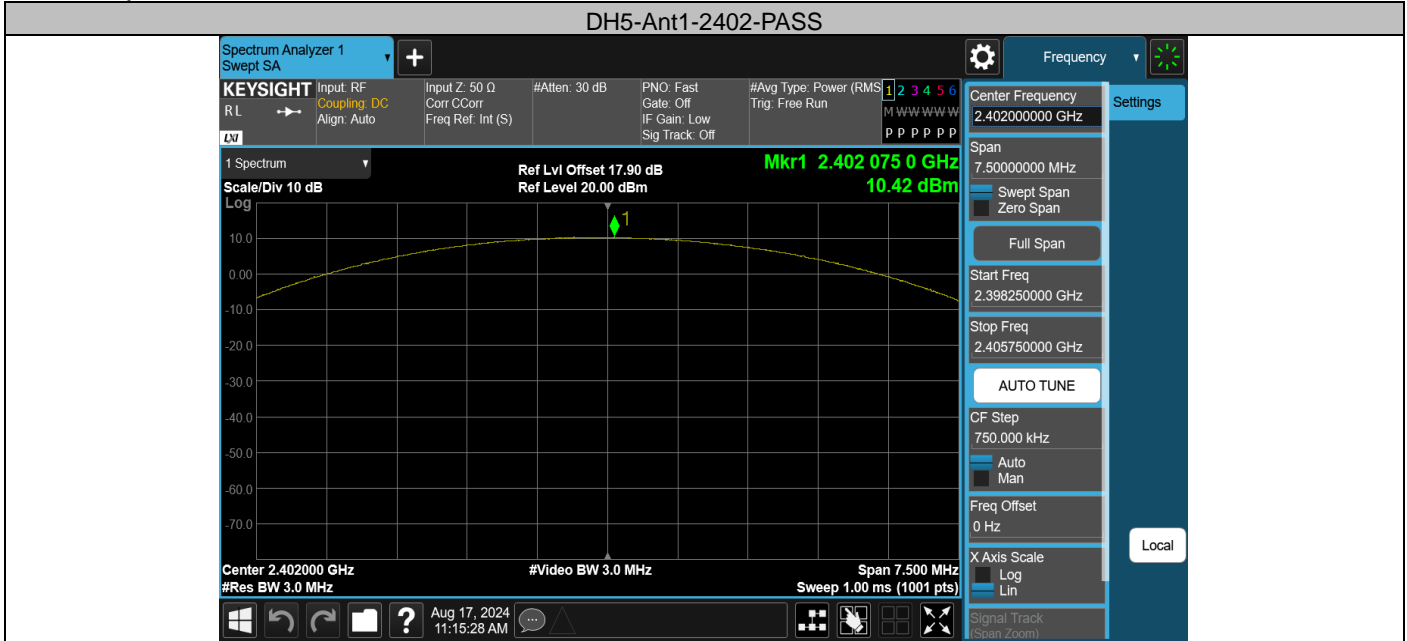 DH5-Ant1-2402-PASS
Spectrum Analyzer 1
Swept SA
+
Frequency
KEYSIGHT
RL
LXI
Input: RF
Coupling: DC
Align: Auto
Input Z: 50 Ω
Corr CCorr
Freq Ref: Int (S)
#Atten: 30 dB
PNO: Fast
Gate: Off
IF Gain: Low
Sig Track: Off
#Avg Type: Power (RMS
Trig: Free Run
1 2 3 4 5 6
M W W W W W
P P P P P P
1 Spectrum
Scale/Div 10 dB
Log
Ref Lvl Offset 17.90 dB
Ref Level 20.00 dBm
Mkr1 2.402 075 0 GHz
10.42 dBm
1
10.0
0.00
-10.0
-20.0
-30.0
-40.0
-50.0
-60.0
-70.0
Center 2.402000 GHz
#Res BW 3.0 MHz
#Video BW 3.0 MHz
Span 7.500 MHz
Sweep 1.00 ms (1001 pts)
Center Frequency
2.402000000 GHz
Span
7.50000000 MHz
Swept Span
Zero Span
Full Span
Start Freq
2.398250000 GHz
Stop Freq
2.405750000 GHz
AUTO TUNE
CF Step
750.000 kHz
Auto
Man
Freq Offset
0 Hz
X Axis Scale
Log
Lin
Signal Track
(Span Zoom)
Settings
Local
?
Aug 17, 2024
11:15:28 AM